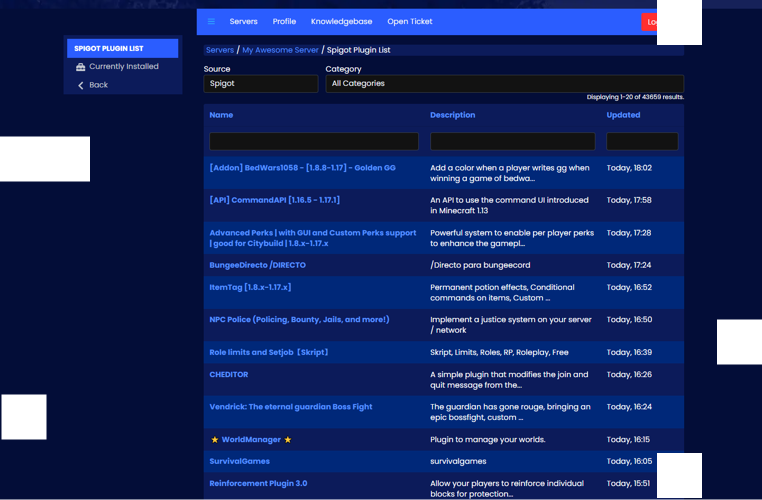 Servers Profile Knowledgebase Open Ticket
SPIGOT PLUGIN LIST
Currently Installed
Back
Servers / My Awesome Server / Spigot Plugin List
Source Category
Spigot All Categories
Displaying 1-20 of 43659 results.
Name Description Updated
[Addon] BedWars1058 - [1.8.8-1.17] - Golden GG Add a color when a player writes gg when Today, 18:02
winning a game of bedwa...
[API] CommandAPI [1.16.5 - 1.17.1] An API to use the command UI introduced Today, 17:58
in Minecraft 1.13
Advanced Perks | with GUI and Custom Perks support Powerful system to enable per player perks Today, 17:28
| good for Citybuild | 1.8.x-1.17.x to enhance the gamepl...
BungeeDirecto /DIRECTO /Directo para bungeecord Today, 17:24
ItemTag [1.8.x-1.17.x] Permanent potion effects, Conditional Today, 16:52
commands on items, Custom ...
NPC Police (Policing, Bounty, Jails, and more!) Implement a justice system on your server Today, 16:50
/ network
Role limits and Setjob【Skript】 Skript, Limits, Roles, RP, Roleplay, Free Today, 16:39
CHEDITOR A simple plugin that modifies the join and Today, 16:26
quit message from the...
Vendrick: The eternal guardian Boss Fight The guardian has gone rouge, bringing an Today, 16:24
epic bossfight, custom ...
⭐ WorldManager ⭐ Plugin to manage your worlds. Today, 16:15
SurvivalGames survivalgames Today, 16:05
Reinforcement Plugin 3.0 Allow your players to reinforce individual Today, 15:51
blocks for protection...